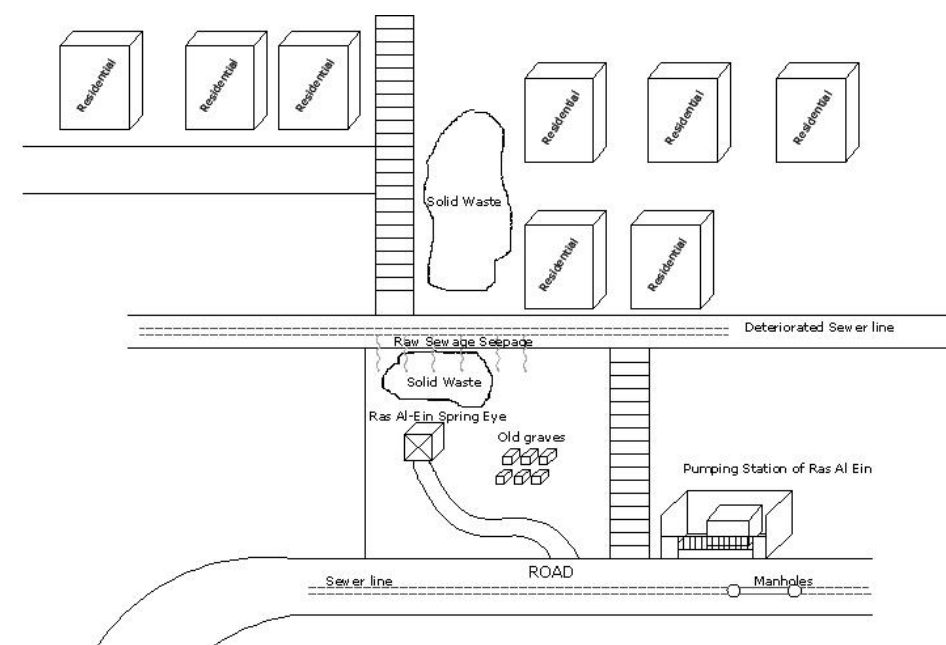 Residential
Residential
Residential
Residential
Residential
Residential
Solid Waste
Residential
Residential
Deteriorated Sewer line
Raw Sewage Seepage
Solid Waste
Ras Al-Ein Spring Eye
Old graves
Pumping Station of Ras Al Ein
ROAD
Sewer line
Manholes